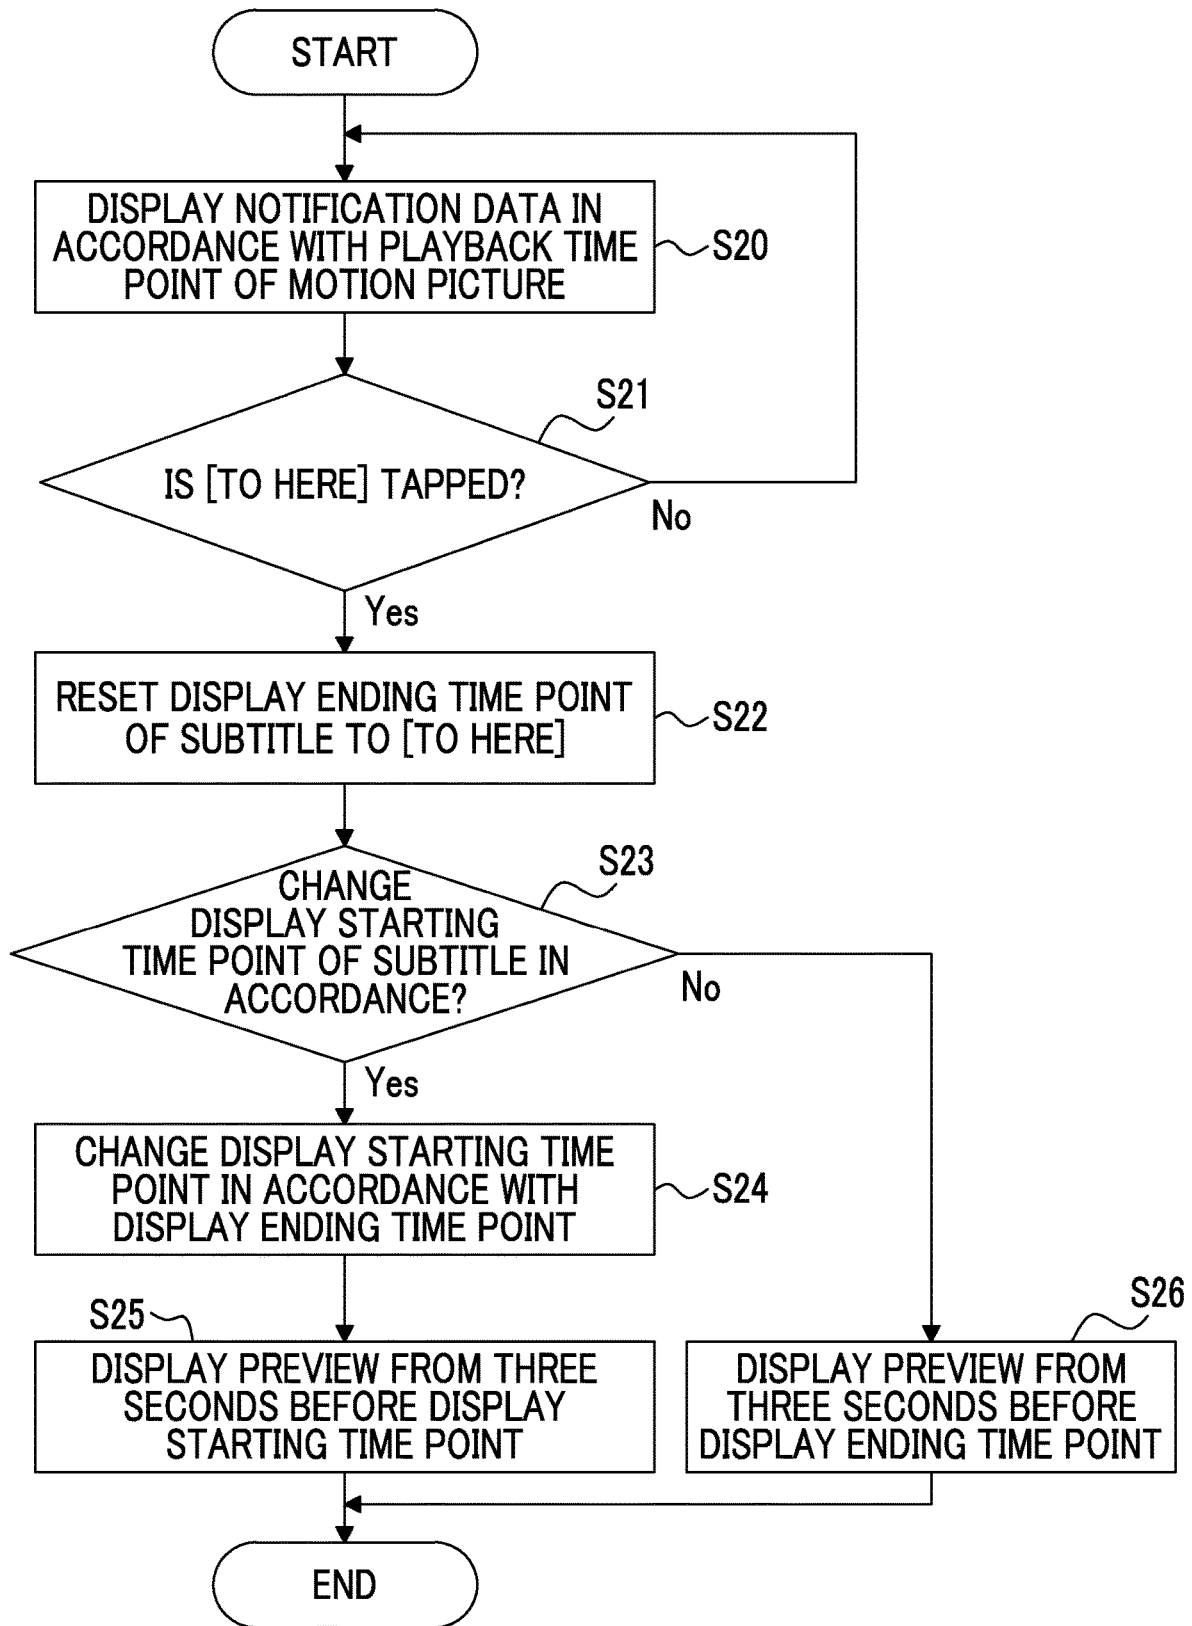 START
DISPLAY NOTIFICATION DATA IN
ACCORDANCE WITH PLAYBACK TIME
POINT OF MOTION PICTURE
S20
S21
IS [TO HERE] TAPPED?
No
Yes
RESET DISPLAY ENDING TIME POINT
OF SUBTITLE TO [TO HERE]
S22
S23
CHANGE
DISPLAY STARTING
TIME POINT OF SUBTITLE IN
ACCORDANCE?
No
Yes
CHANGE DISPLAY STARTING TIME
POINT IN ACCORDANCE WITH
DISPLAY ENDING TIME POINT
S24
S25
DISPLAY PREVIEW FROM THREE
SECONDS BEFORE DISPLAY
STARTING TIME POINT
S26
DISPLAY PREVIEW FROM
THREE SECONDS BEFORE
DISPLAY ENDING TIME POINT
END